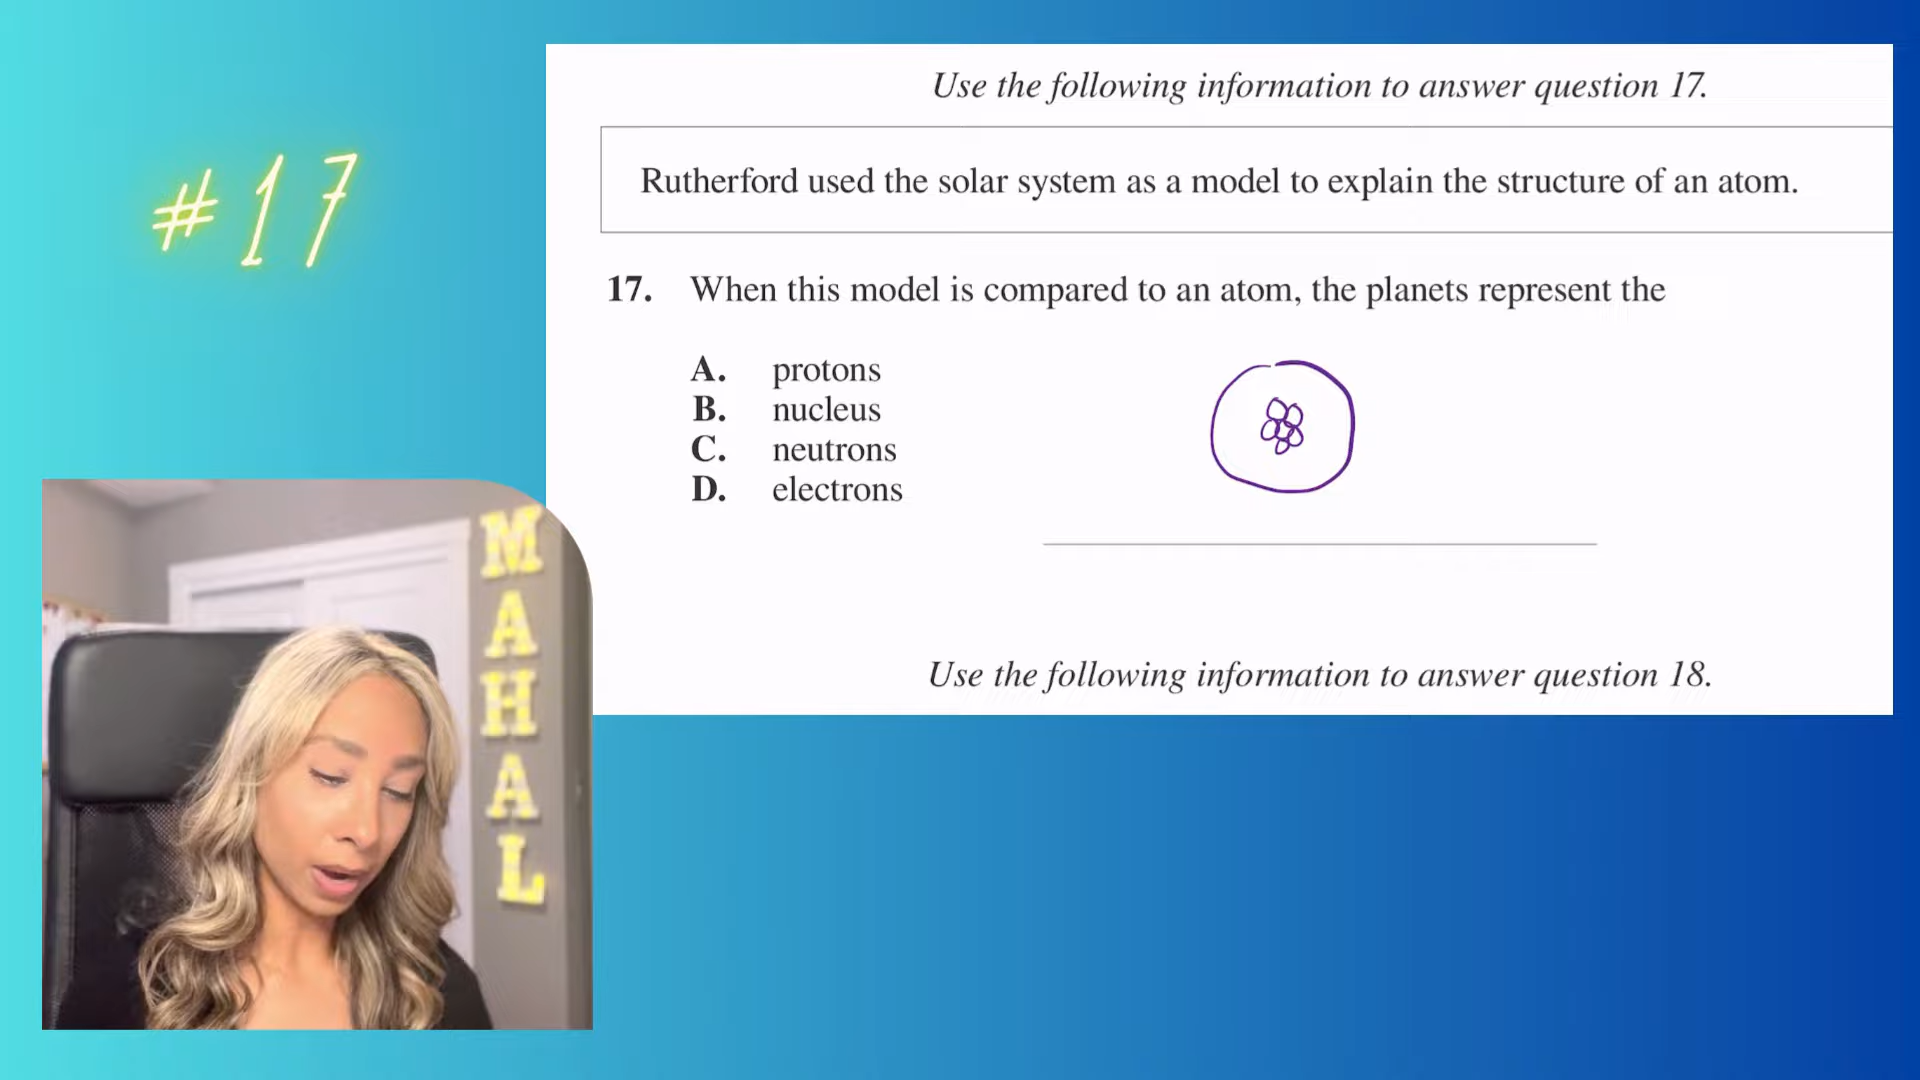 #17
Use the following information to answer question 17.
Rutherford used the solar system as a model to explain the structure of an atom.
17. When this model is compared to an atom, the planets represent the
A. protons
B. nucleus
C. neutrons
D. electrons
Use the following information to answer question 18.
MAHAL